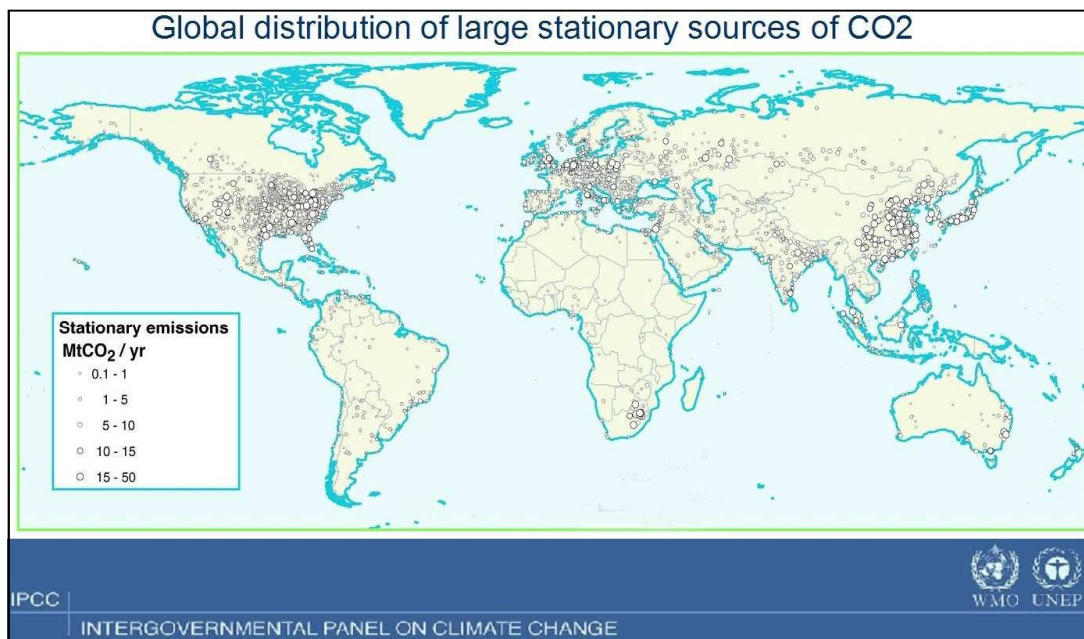 Global distribution of large stationary sources of CO2
Stationary emissions
MtCO₂ / yr
0.1 - 1
1 - 5
5 - 10
10 - 15
15 - 50
WMO UNEP
IPCC
INTERGOVERNMENTAL PANEL ON CLIMATE CHANGE